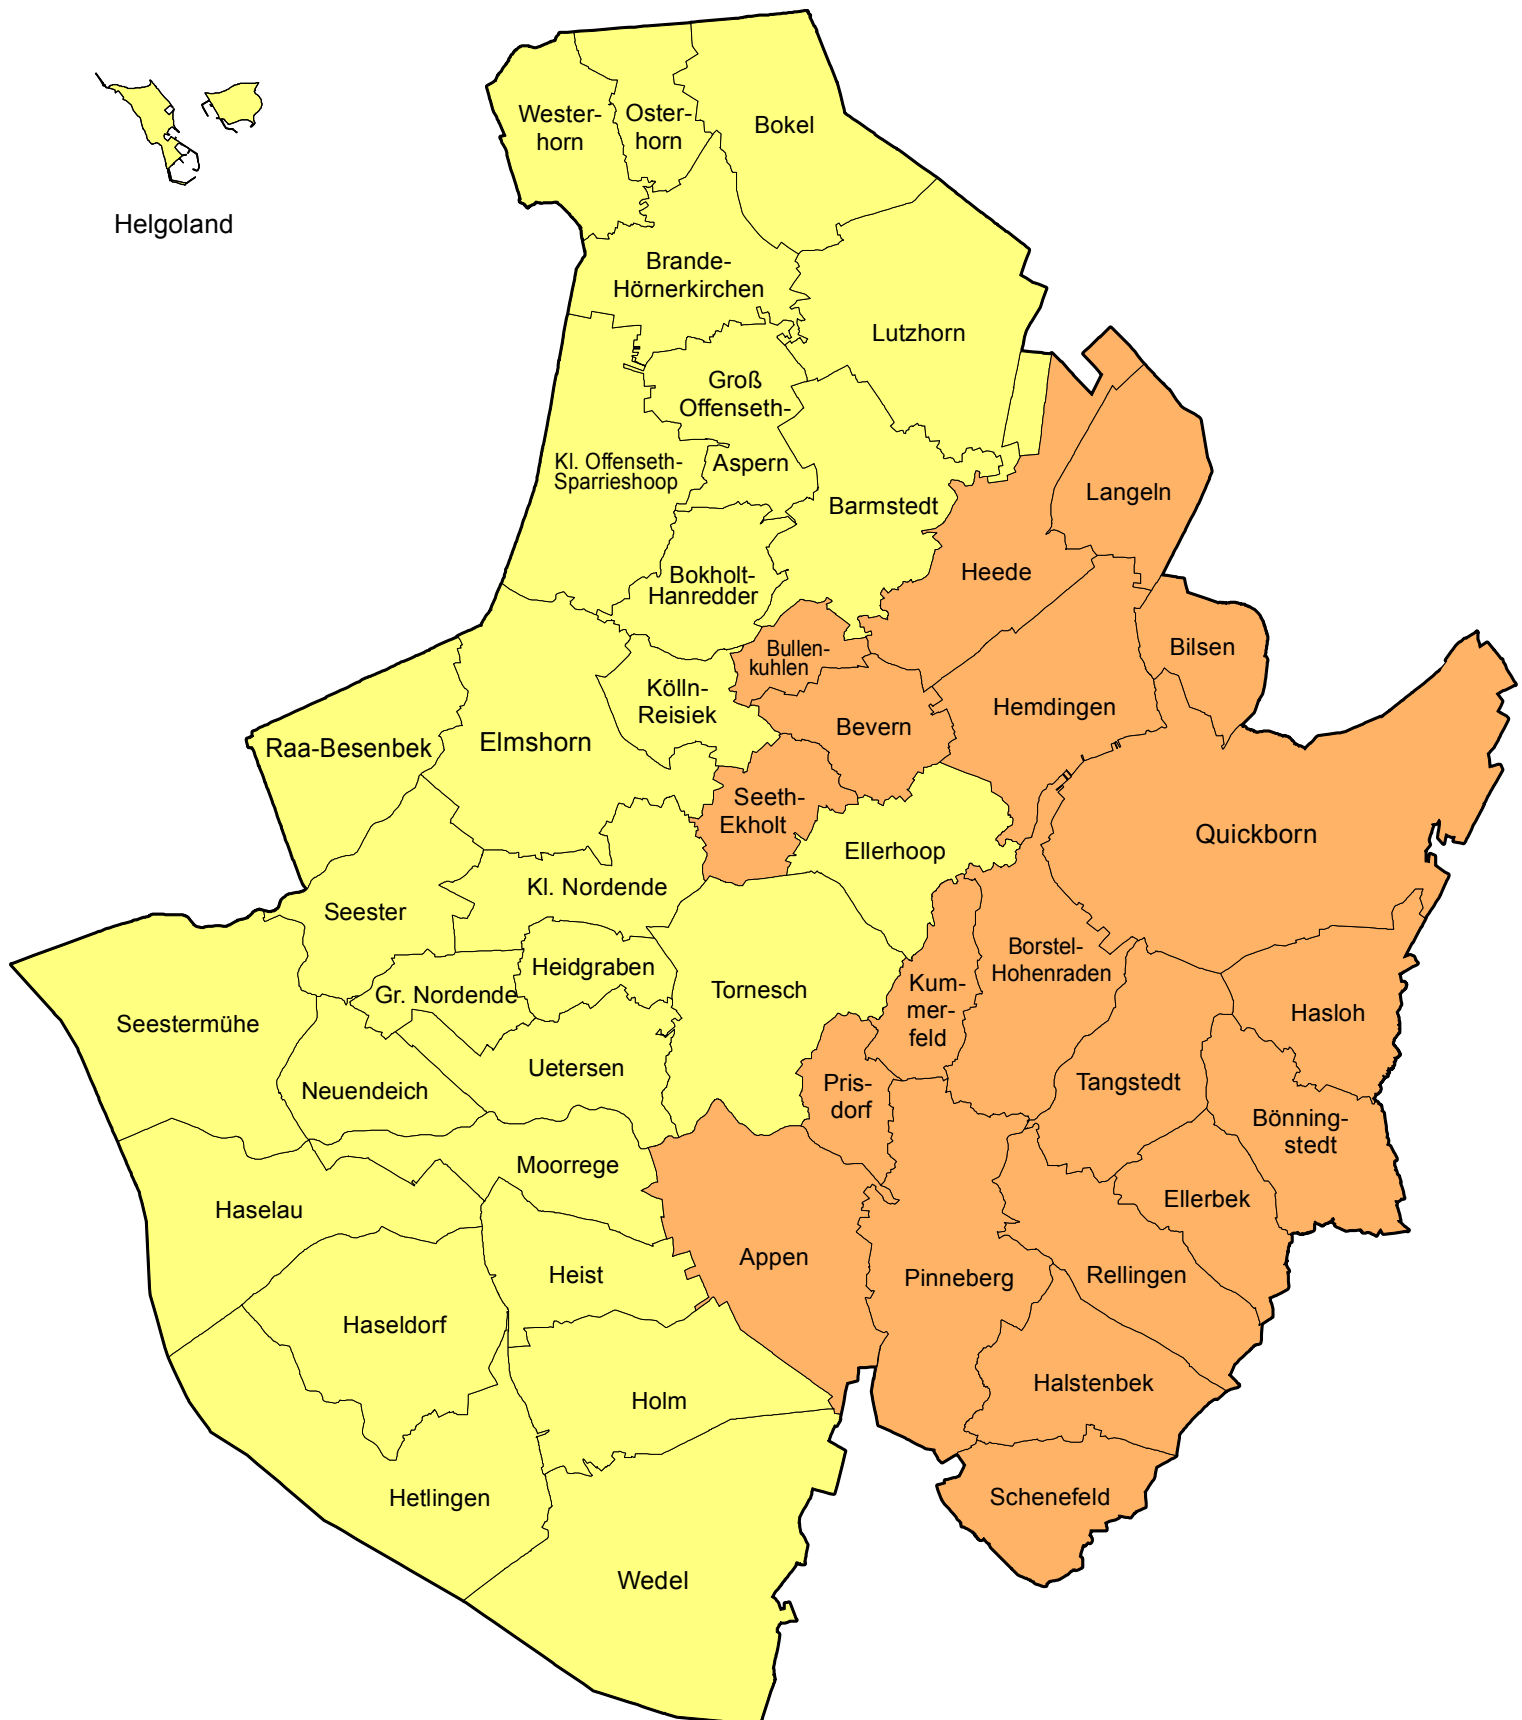 Helgoland
Wester-
horn
Oster-
horn
Bokel
Brande-
Hörnerkirchen
Lutzhorn
Groß
Offenseth-
Aspern
Kl. Offenseth-
Sparrieshoop
Barmstedt
Langeln
Heede
Bokholt-
Hanredder
Bullen-
kuhlen
Bilsen
Kölln-
Reisiek
Bevern
Hemdingen
Raa-Besenbek
Elmshorn
Seeth-
Ekholt
Ellerhoop
Quickborn
Kl. Nordende
Seester
Heidgraben
Gr. Nordende
Tornesch
Borstel-
Hohenraden
Kum-
mer-
feld
Hasloh
Seestermühe
Uetersen
Neuendeich
Pris-
dorf
Tangstedt
Bönning-
stedt
Moorrege
Haselau
Ellerbek
Appen
Heist
Pinneberg
Rellingen
Haseldorf
Holm
Halstenbek
Hetlingen
Schenefeld
Wedel